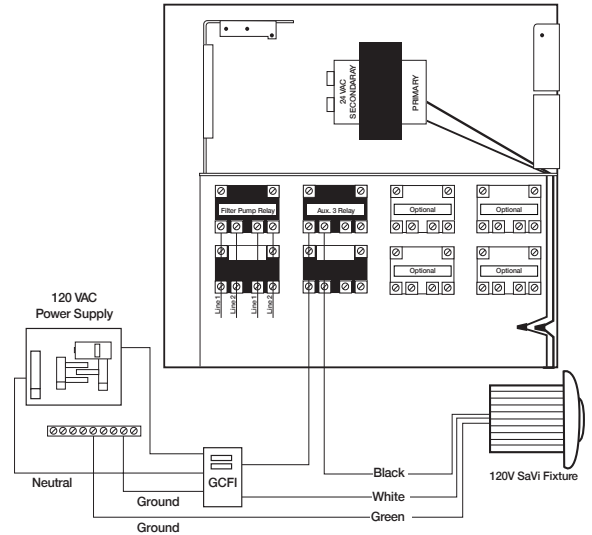 24 VAC
SECONDARAY
PRIMARY
Filter Pump Relay
Aux. 3 Relay
Optional
Optional
Optional
Optional
Line 1
Line 2
Line 1
Line 2
120 VAC
Power Supply
Neutral
GCFI
Ground
Ground
Black
White
Green
120V SaVi Fixture